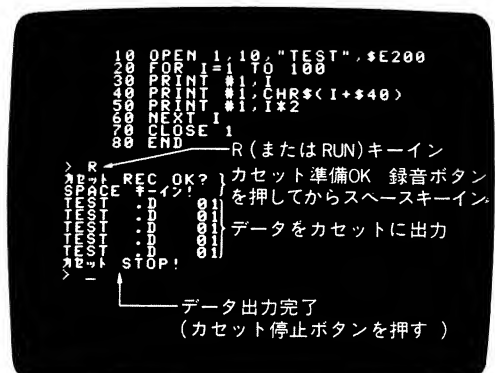 10 OPEN 1,10,"TEST",$E200
20 FOR I=1 TO 100
30 PRINT #1,I
40 PRINT #1,CHR$(I+$40)
50 PRINT #1,I*2
60 NEXT I
70 CLOSE 1
80 END
R(またはRUN)キーイン
> R
カセット REC OK? カセット準備OK 録音ボタン
SPACE キーイン! を押してからスペースキーイン
TEST .D 01
TEST .D 01
TEST .D 01 データをカセットに出力
TEST .D 01
TEST .D 01
カセット STOP!
> _
データ出力完了
(カセット停止ボタンを押す)